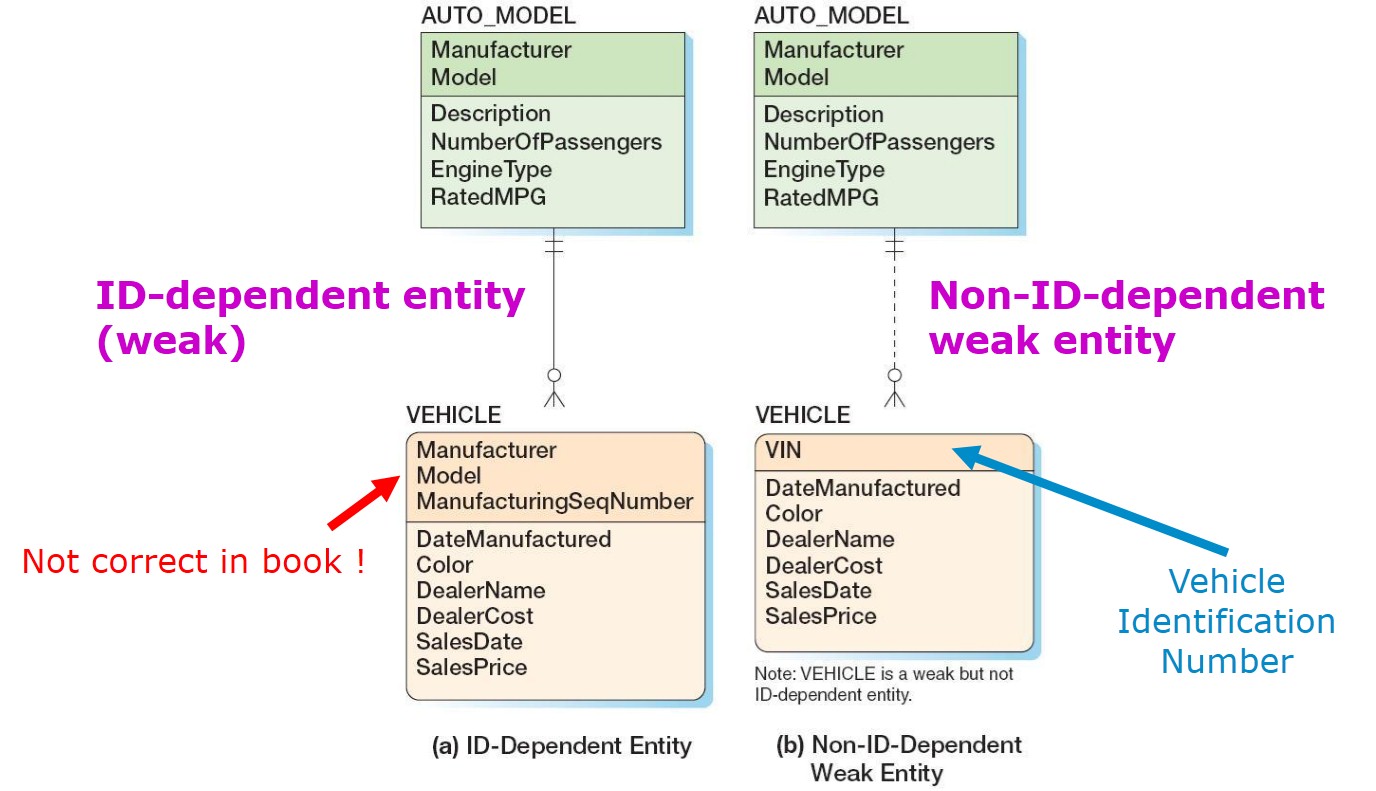 AUTO_MODEL
Manufacturer
Model
Description
NumberOfPassengers
EngineType
RatedMPG
AUTO_MODEL
Manufacturer
Model
Description
NumberOfPassengers
EngineType
RatedMPG
ID-dependent entity
(weak)
Non-ID-dependent
weak entity
VEHICLE
Manufacturer
Model
ManufacturingSeqNumber
DateManufactured
Color
DealerName
DealerCost
SalesDate
SalesPrice
Not correct in book !
VEHICLE
VIN
DateManufactured
Color
DealerName
DealerCost
SalesDate
SalesPrice
Vehicle
Identification
Number
Note: VEHICLE is a weak but not
ID-dependent entity.
(a) ID-Dependent Entity
(b) Non-ID-Dependent
Weak Entity